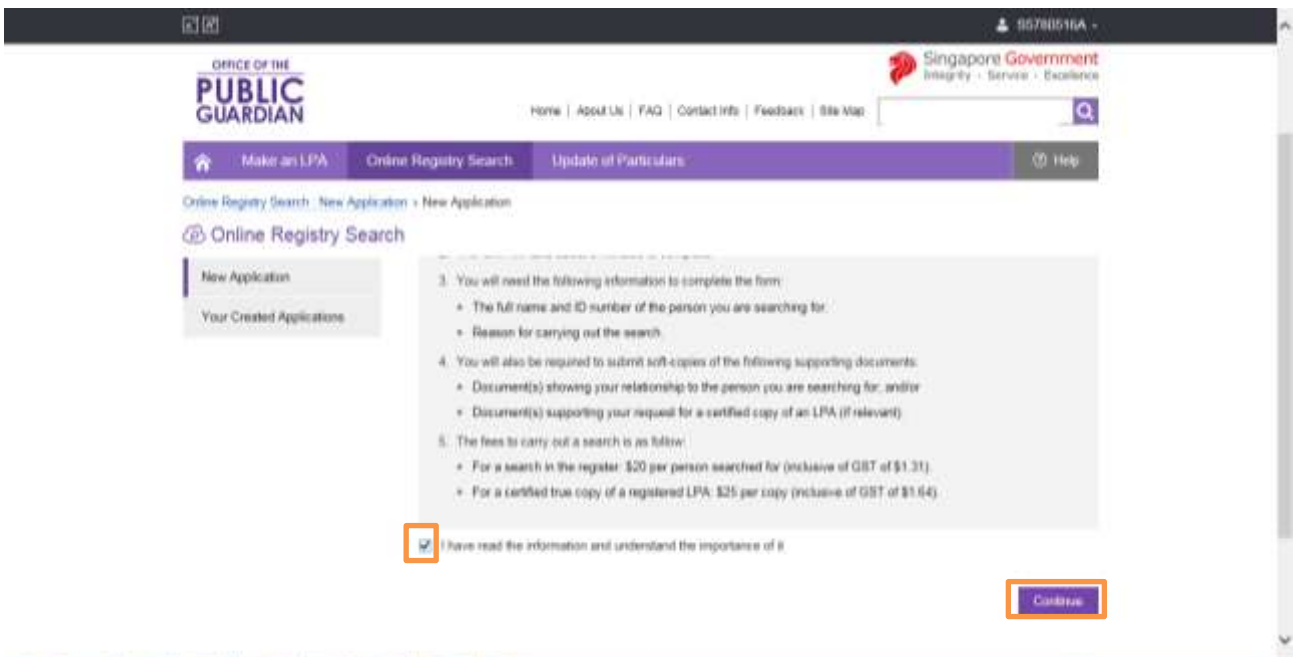 S5780516A
OFFICE OF THE
PUBLIC
GUARDIAN
Singapore Government
Integrity · Service · Excellence
Home | About Us | FAQ | Contact Info | Feedback | Site Map
Make an LPA Online Registry Search Update of Particulars Help
Online Registry Search New Application › New Application
Online Registry Search
New Application
Your Created Applications
3. You will need the following information to complete the form:
The full name and ID number of the person you are searching for.
Reason for carrying out the search.
4. You will also be required to submit soft-copies of the following supporting documents:
Document(s) showing your relationship to the person you are searching for; and/or
Document(s) supporting your request for a certified copy of an LPA (if relevant).
5. The fees to carry out a search is as follow:
For a search in the register: $20 per person searched for (inclusive of GST of $1.31).
For a certified true copy of a registered LPA: $25 per copy (inclusive of GST of $1.64).
I have read the information and understand the importance of it
Continue